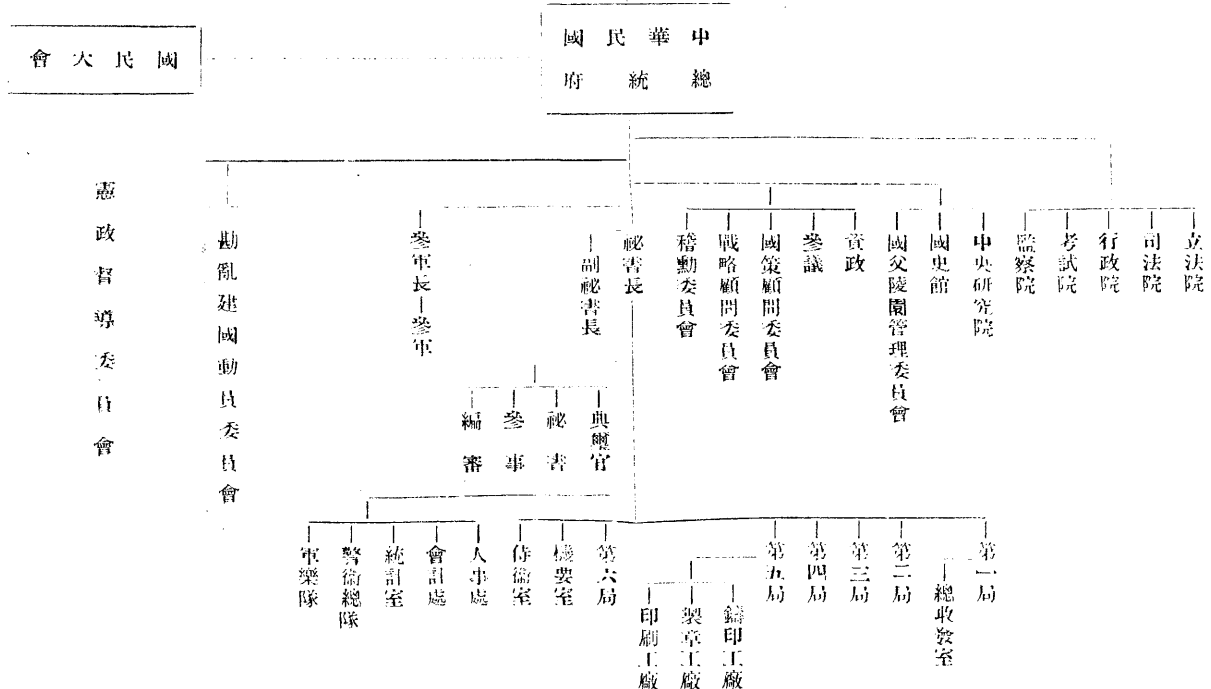 中華民國
總統府
國民大會
立法院
司法院
行政院
考試院
監察院
中央研究院
國史館
國父陵園管理委員會
資政
參議
國策顧問委員會
戰略顧問委員會
稽勳委員會
祕書長
副祕書長
參軍長
參軍
勘亂建國動員委員會
憲政督導委員會
典璽官
祕書
參事
編審
第一局
總收發室
第二局
第三局
第四局
第五局
鑄印工廠
製章工廠
印刷工廠
第六局
機要室
侍衛室
人事處
會計處
統計室
警衛總隊
軍樂隊